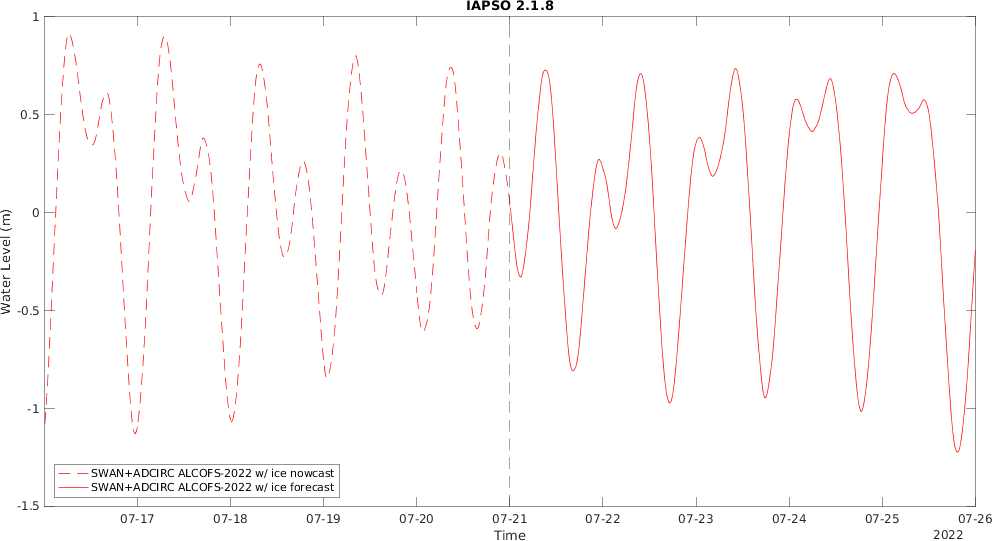 IAPSO 2.1.8
1
0.5
0
-0.5
-1
-1.5
Water Level (m)
SWAN+ADCIRC ALCOFS-2022 w/ ice nowcast
SWAN+ADCIRC ALCOFS-2022 w/ ice forecast
07-17 07-18 07-19 07-20 07-21 07-22 07-23 07-24 07-25 07-26
Time
2022